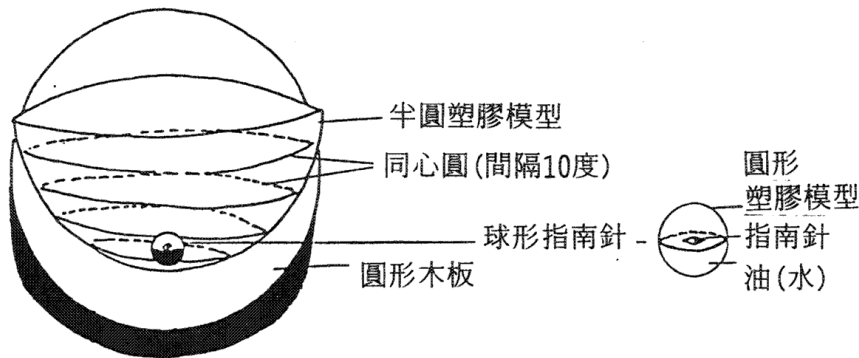 半圓塑膠模型
同心圓(間隔10度)
球形指南針
圓形木板
圓形
塑膠模型
指南針
油(水)